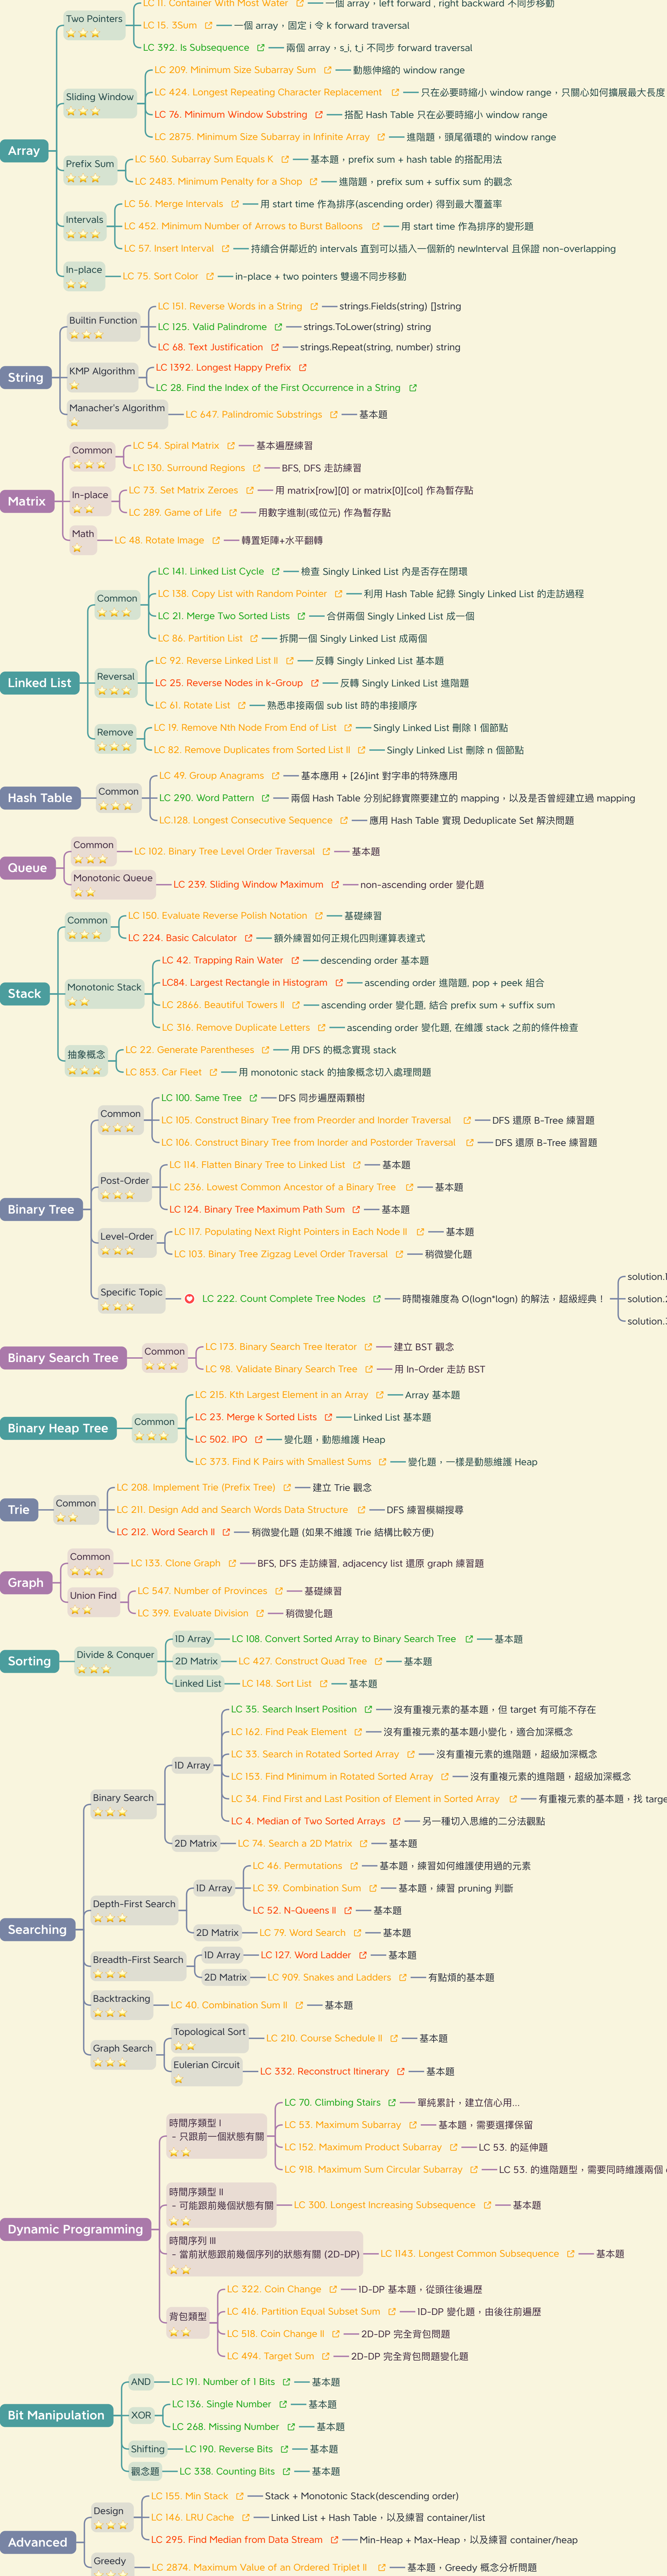 LC 11. Container With Most Water 一個 array，left forward , right backward 不同步移動
Two Pointers
LC 15. 3Sum 一個 array，固定 i 令 k forward traversal
LC 392. Is Subsequence 兩個 array，s_i, t_i 不同步 forward traversal
LC 209. Minimum Size Subarray Sum 動態伸縮的 window range
LC 424. Longest Repeating Character Replacement 只在必要時縮小 window range，只關心如何擴展最大長度
Sliding Window
LC 76. Minimum Window Substring 搭配 Hash Table 只在必要時縮小 window range
LC 2875. Minimum Size Subarray in Infinite Array 進階題，頭尾循環的 window range
Array
LC 560. Subarray Sum Equals K 基本題，prefix sum + hash table 的搭配用法
Prefix Sum
LC 2483. Minimum Penalty for a Shop 進階題，prefix sum + suffix sum 的觀念
LC 56. Merge Intervals 用 start time 作為排序(ascending order) 得到最大覆蓋率
Intervals
LC 452. Minimum Number of Arrows to Burst Balloons 用 start time 作為排序的變形題
LC 57. Insert Interval 持續合併鄰近的 intervals 直到可以插入一個新的 newInterval 且保證 non-overlapping
In-place
LC 75. Sort Color in-place + two pointers 雙邊不同步移動
LC 151. Reverse Words in a String strings.Fields(string) []string
Builtin Function
LC 125. Valid Palindrome strings.ToLower(string) string
LC 68. Text Justification strings.Repeat(string, number) string
String
KMP Algorithm
LC 1392. Longest Happy Prefix
LC 28. Find the Index of the First Occurrence in a String
Manacher's Algorithm
LC 647. Palindromic Substrings 基本題
LC 54. Spiral Matrix 基本遍歷練習
Common
LC 130. Surround Regions BFS, DFS 走訪練習
Matrix
In-place
LC 73. Set Matrix Zeroes 用 matrix[row][0] or matrix[0][col] 作為暫存點
LC 289. Game of Life 用數字進制(或位元) 作為暫存點
Math
LC 48. Rotate Image 轉置矩陣+水平翻轉
LC 141. Linked List Cycle 檢查 Singly Linked List 內是否存在閉環
LC 138. Copy List with Random Pointer 利用 Hash Table 紀錄 Singly Linked List 的走訪過程
Common
LC 21. Merge Two Sorted Lists 合併兩個 Singly Linked List 成一個
LC 86. Partition List 拆開一個 Singly Linked List 成兩個
LC 92. Reverse Linked List II 反轉 Singly Linked List 基本題
Linked List
Reversal
LC 25. Reverse Nodes in k-Group 反轉 Singly Linked List 進階題
LC 61. Rotate List 熟悉串接兩個 sub list 時的串接順序
Remove
LC 19. Remove Nth Node From End of List Singly Linked List 刪除 1 個節點
LC 82. Remove Duplicates from Sorted List II Singly Linked List 刪除 n 個節點
LC 49. Group Anagrams 基本應用 + [26]int 對字串的特殊應用
Hash Table
Common
LC 290. Word Pattern 兩個 Hash Table 分別紀錄實際要建立的 mapping，以及是否曾經建立過 mapping
LC.128. Longest Consecutive Sequence 應用 Hash Table 實現 Deduplicate Set 解決問題
Common
LC 102. Binary Tree Level Order Traversal 基本題
Queue
Monotonic Queue
LC 239. Sliding Window Maximum non-ascending order 變化題
LC 150. Evaluate Reverse Polish Notation 基礎練習
Common
LC 224. Basic Calculator 額外練習如何正規化四則運算表達式
LC 42. Trapping Rain Water descending order 基本題
LC84. Largest Rectangle in Histogram ascending order 進階題, pop + peek 組合
Stack
Monotonic Stack
LC 2866. Beautiful Towers II ascending order 變化題, 結合 prefix sum + suffix sum
LC 316. Remove Duplicate Letters ascending order 變化題, 在維護 stack 之前的條件檢查
抽象概念
LC 22. Generate Parentheses 用 DFS 的概念實現 stack
LC 853. Car Fleet 用 monotonic stack 的抽象概念切入處理問題
LC 100. Same Tree DFS 同步遍歷兩顆樹
Common
LC 105. Construct Binary Tree from Preorder and Inorder Traversal DFS 還原 B-Tree 練習題
LC 106. Construct Binary Tree from Inorder and Postorder Traversal DFS 還原 B-Tree 練習題
LC 114. Flatten Binary Tree to Linked List 基本題
Post-Order
LC 236. Lowest Common Ancestor of a Binary Tree 基本題
LC 124. Binary Tree Maximum Path Sum 基本題
Binary Tree
Level-Order
LC 117. Populating Next Right Pointers in Each Node II 基本題
LC 103. Binary Tree Zigzag Level Order Traversal 稍微變化題
solution.1
Specific Topic
LC 222. Count Complete Tree Nodes 時間複雜度為 O(logn*logn) 的解法，超級經典！ solution.2
solution.3
LC 173. Binary Search Tree Iterator 建立 BST 觀念
Binary Search Tree
Common
LC 98. Validate Binary Search Tree 用 In-Order 走訪 BST
LC 215. Kth Largest Element in an Array Array 基本題
LC 23. Merge k Sorted Lists Linked List 基本題
Binary Heap Tree
Common
LC 502. IPO 變化題，動態維護 Heap
LC 373. Find K Pairs with Smallest Sums 變化題，一樣是動態維護 Heap
LC 208. Implement Trie (Prefix Tree) 建立 Trie 觀念
Trie
Common
LC 211. Design Add and Search Words Data Structure DFS 練習模糊搜尋
LC 212. Word Search II 稍微變化題 (如果不維護 Trie 結構比較方便)
Common
LC 133. Clone Graph BFS, DFS 走訪練習, adjacency list 還原 graph 練習題
Graph
Union Find
LC 547. Number of Provinces 基礎練習
LC 399. Evaluate Division 稍微變化題
1D Array
LC 108. Convert Sorted Array to Binary Search Tree 基本題
Sorting
Divide & Conquer
2D Matrix
LC 427. Construct Quad Tree 基本題
Linked List
LC 148. Sort List 基本題
LC 35. Search Insert Position 沒有重複元素的基本題，但 target 有可能不存在
LC 162. Find Peak Element 沒有重複元素的基本題小變化，適合加深概念
LC 33. Search in Rotated Sorted Array 沒有重複元素的進階題，超級加深概念
1D Array
LC 153. Find Minimum in Rotated Sorted Array 沒有重複元素的進階題，超級加深概念
Binary Search
LC 34. Find First and Last Position of Element in Sorted Array 有重複元素的基本題，找 targe
LC 4. Median of Two Sorted Arrays 另一種切入思維的二分法觀點
2D Matrix
LC 74. Search a 2D Matrix 基本題
LC 46. Permutations 基本題，練習如何維護使用過的元素
1D Array
LC 39. Combination Sum 基本題，練習 pruning 判斷
Depth-First Search
LC 52. N-Queens II 基本題
Searching
2D Matrix
LC 79. Word Search 基本題
1D Array
LC 127. Word Ladder 基本題
Breadth-First Search
2D Matrix
LC 909. Snakes and Ladders 有點煩的基本題
Backtracking
LC 40. Combination Sum II 基本題
Topological Sort
LC 210. Course Schedule II 基本題
Graph Search
Eulerian Circuit
LC 332. Reconstruct Itinerary 基本題
LC 70. Climbing Stairs 單純累計，建立信心用...
時間序類型 I
- 只跟前一個狀態有關
LC 53. Maximum Subarray 基本題，需要選擇保留
LC 152. Maximum Product Subarray LC 53. 的延伸題
LC 918. Maximum Sum Circular Subarray LC 53. 的進階題型，需要同時維護兩個
時間序類型 II
- 可能跟前幾個狀態有關
LC 300. Longest Increasing Subsequence 基本題
Dynamic Programming
時間序列 III
- 當前狀態跟前幾個序列的狀態有關 (2D-DP)
LC 1143. Longest Common Subsequence 基本題
LC 322. Coin Change 1D-DP 基本題，從頭往後遍歷
LC 416. Partition Equal Subset Sum 1D-DP 變化題，由後往前遍歷
背包類型
LC 518. Coin Change II 2D-DP 完全背包問題
LC 494. Target Sum 2D-DP 完全背包問題變化題
AND
LC 191. Number of 1 Bits 基本題
LC 136. Single Number 基本題
Bit Manipulation
XOR
LC 268. Missing Number 基本題
Shifting
LC 190. Reverse Bits 基本題
觀念題
LC 338. Counting Bits 基本題
LC 155. Min Stack Stack + Monotonic Stack(descending order)
Design
LC 146. LRU Cache Linked List + Hash Table，以及練習 container/list
Advanced
LC 295. Find Median from Data Stream Min-Heap + Max-Heap，以及練習 container/heap
Greedy
LC 2874. Maximum Value of an Ordered Triplet II 基本題，Greedy 概念分析問題